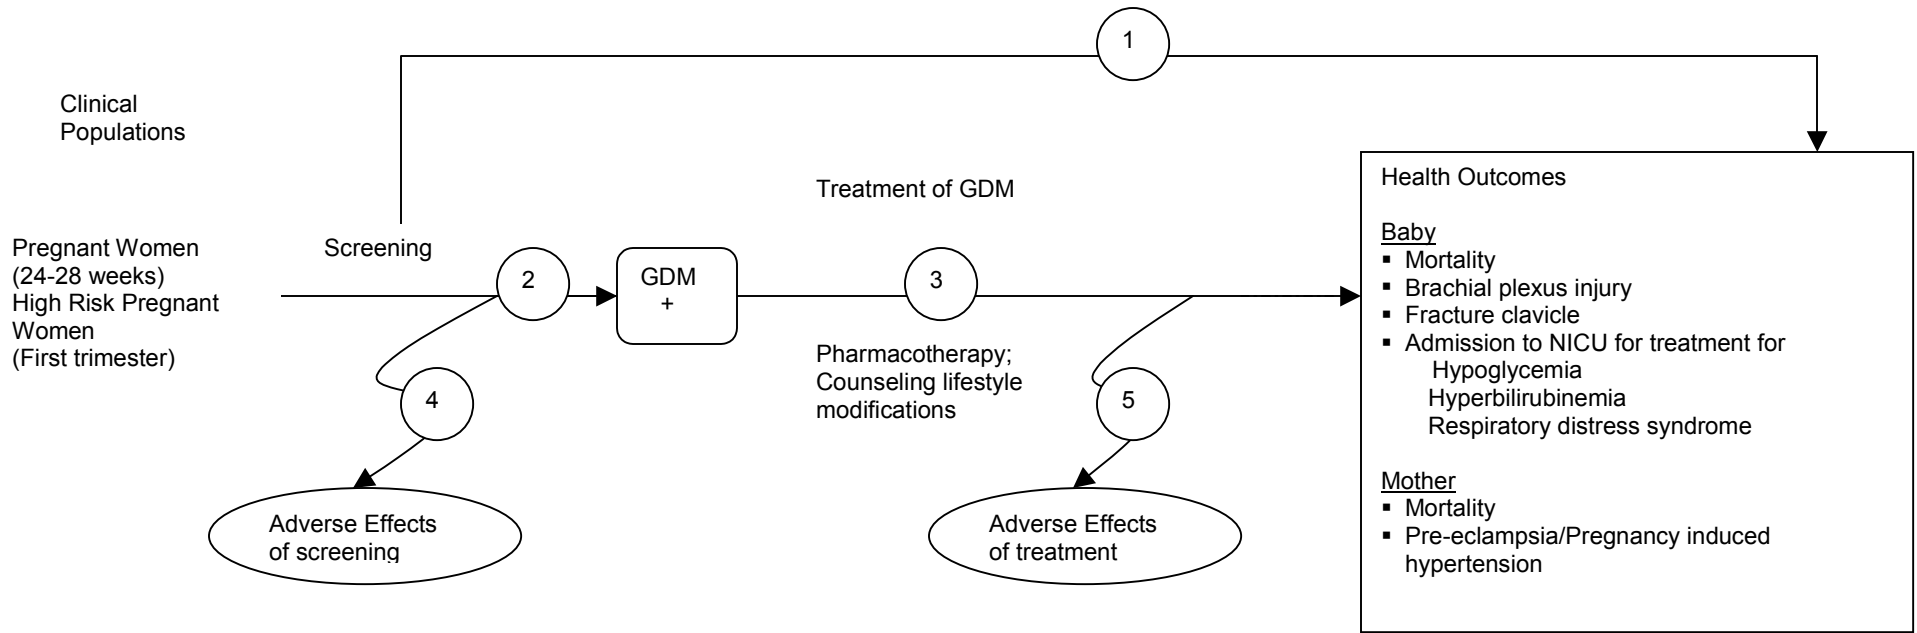 1
Clinical
Populations
Treatment of GDM
Pregnant Women
(24-28 weeks)
High Risk Pregnant
Women
(First trimester)
Screening
2
GDM
+
3
Pharmacotherapy;
Counseling lifestyle
modifications
4
5
Adverse Effects
of screening
Adverse Effects
of treatment
Health Outcomes
Baby
▪ Mortality
▪ Brachial plexus injury
▪ Fracture clavicle
▪ Admission to NICU for treatment for
Hypoglycemia
Hyperbilirubinemia
Respiratory distress syndrome
Mother
▪ Mortality
▪ Pre-eclampsia/Pregnancy induced
hypertension